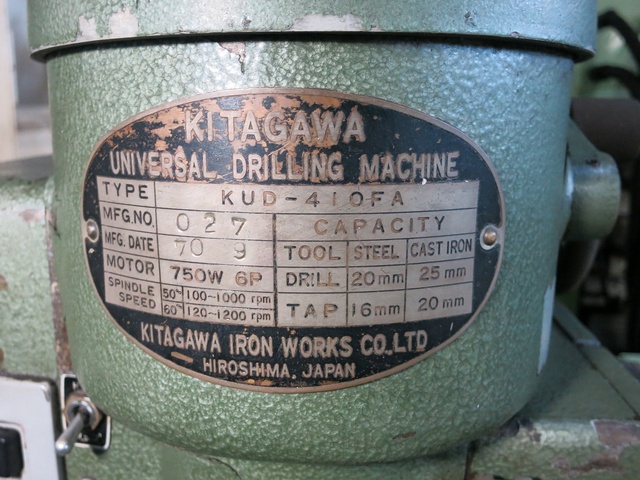 KITAGAWA
UNIVERSAL DRILLING MACHINE
TYPE KUD-410FA
MFG.NO. 027 CAPACITY
MFG. DATE 70 9 TOOL STEEL CAST IRON
MOTOR 750W 6P DRILL 20mm 25mm
SPINDLE SPEED 50~ 100-1000 rpm TAP 16mm 20mm
60~ 120-1200 rpm
KITAGAWA IRON WORKS CO.,LTD
HIROSHIMA, JAPAN